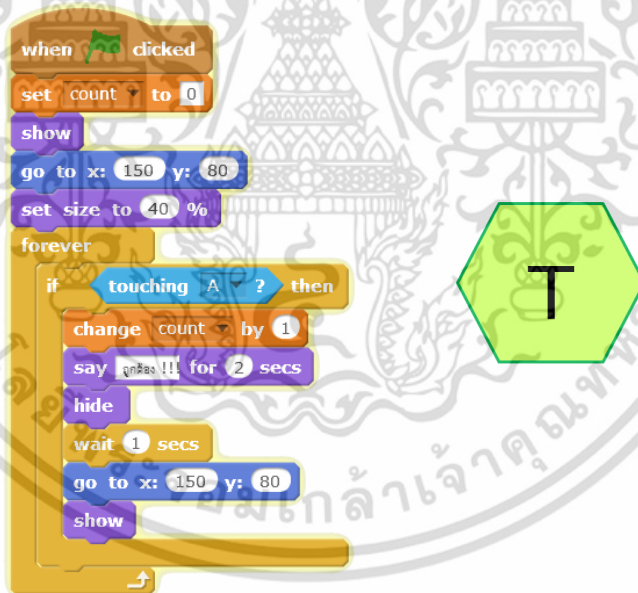 when clicked
set count to 0
show
go to x: 150 y: 80
set size to 40 %
forever
if touching A ? then
change count by 1
say ถูกต้อง !!! for 2 secs
hide
wait 1 secs
go to x: 150 y: 80
show
T